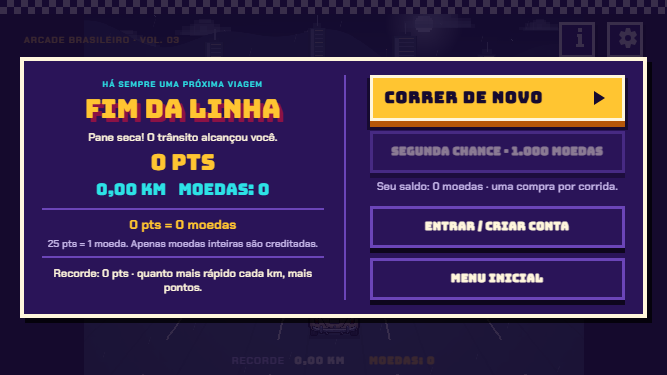 ARCADE BRASILEIRO · VOL. 03
i
HÁ SEMPRE UMA PRÓXIMA VIAGEM
FIM DA LINHA
Pane seca! O trânsito alcançou você.
0 PTS
0,00 KM MOEDAS: 0
0 pts = 0 moedas
25 pts = 1 moeda. Apenas moedas inteiras são creditadas.
Recorde: 0 pts · quanto mais rápido cada km, mais
pontos.
CORRER DE NOVO
SEGUNDA CHANCE · 1.000 MOEDAS
Seu saldo: 0 moedas · uma compra por corrida.
ENTRAR / CRIAR CONTA
MENU INICIAL
RECORDE 0,00 KM MOEDAS: 0